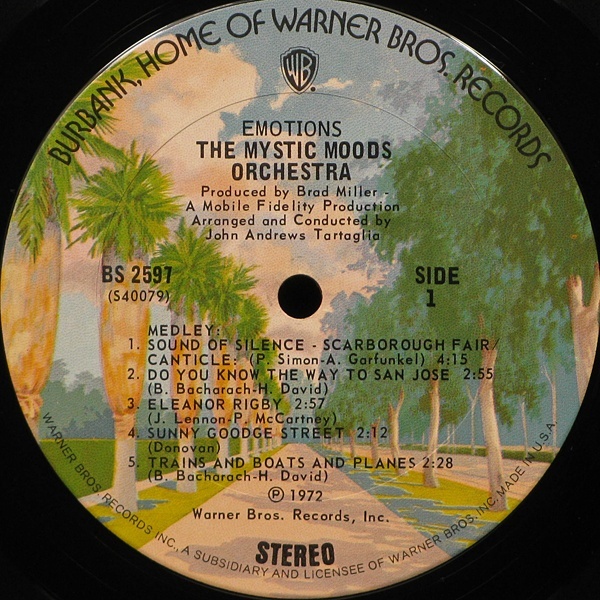 BURBANK, HOME OF WARNER BROS. RECORDS
WB
EMOTIONS
THE MYSTIC MOODS
ORCHESTRA
Produced by Brad Miller -
A Mobile Fidelity Production
Arranged and Conducted by
John Andrews Tartaglia
BS 2597
(S40079)
SIDE
1
MEDLEY:
1. SOUND OF SILENCE - SCARBOROUGH FAIR/
CANTICLE: (P. Simon-A. Garfunkel) 4:15
2. DO YOU KNOW THE WAY TO SAN JOSE 2:55
(B. Bacharach-H. David)
3. ELEANOR RIGBY 2:57
(J. Lennon-P. McCartney)
4. SUNNY GOODGE STREET 2:12
(Donovan)
5. TRAINS AND BOATS AND PLANES 2:28
(B. Bacharach-H. David)
℗ 1972
Warner Bros. Records, Inc.
STEREO
WARNER BROS. RECORDS INC., A SUBSIDIARY AND LICENSEE OF WARNER BROS. INC. MADE IN U.S.A.